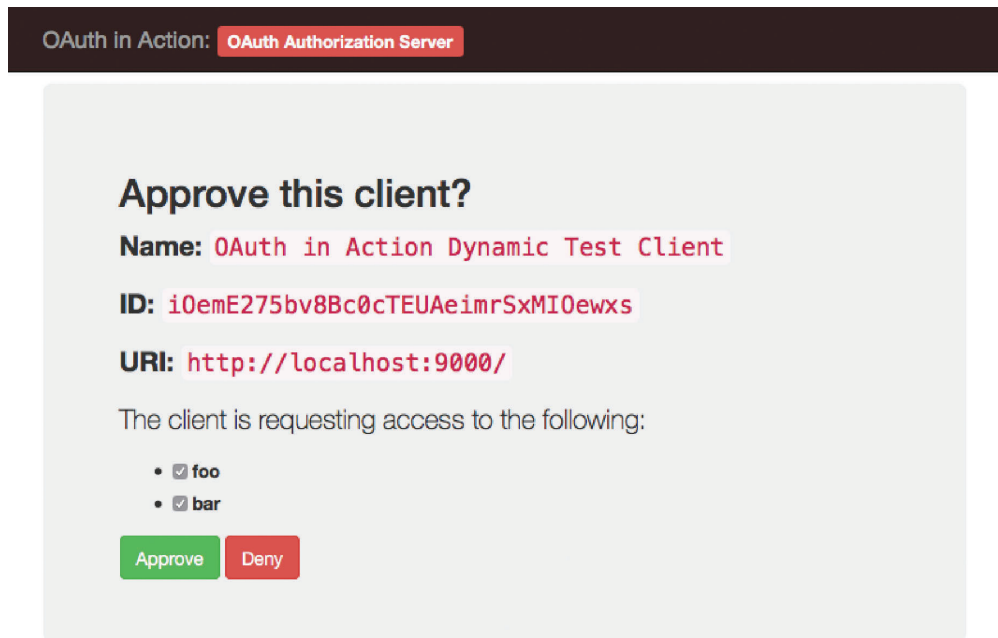 OAuth in Action: OAuth Authorization Server
Approve this client?
Name: OAuth in Action Dynamic Test Client
ID: iOemE275bv8Bc0cTEUAeimrSxMIOewxs
URI: http://localhost:9000/
The client is requesting access to the following:
• foo
• bar
Approve Deny